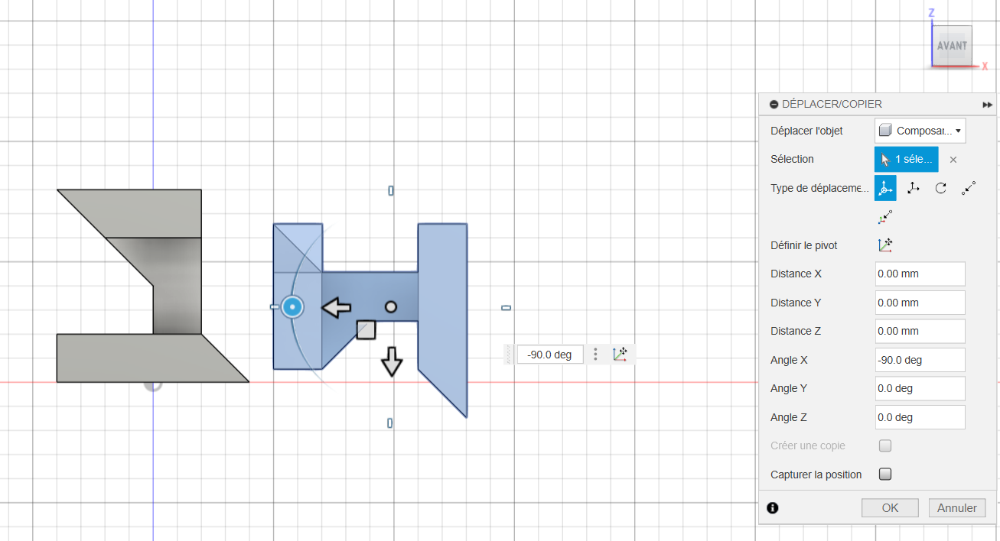 Z
AVANT
X
DÉPLACER/COPIER
Déplacer l'objet Composar...
Sélection 1 séle... ×
Type de déplaceme...
Définir le pivot
Distance X 0.00 mm
Distance Y 0.00 mm
Distance Z 0.00 mm
-90.0 deg
Angle X -90.0 deg
Angle Y 0.0 deg
Angle Z 0.0 deg
Créer une copie
Capturer la position
OK Annuler